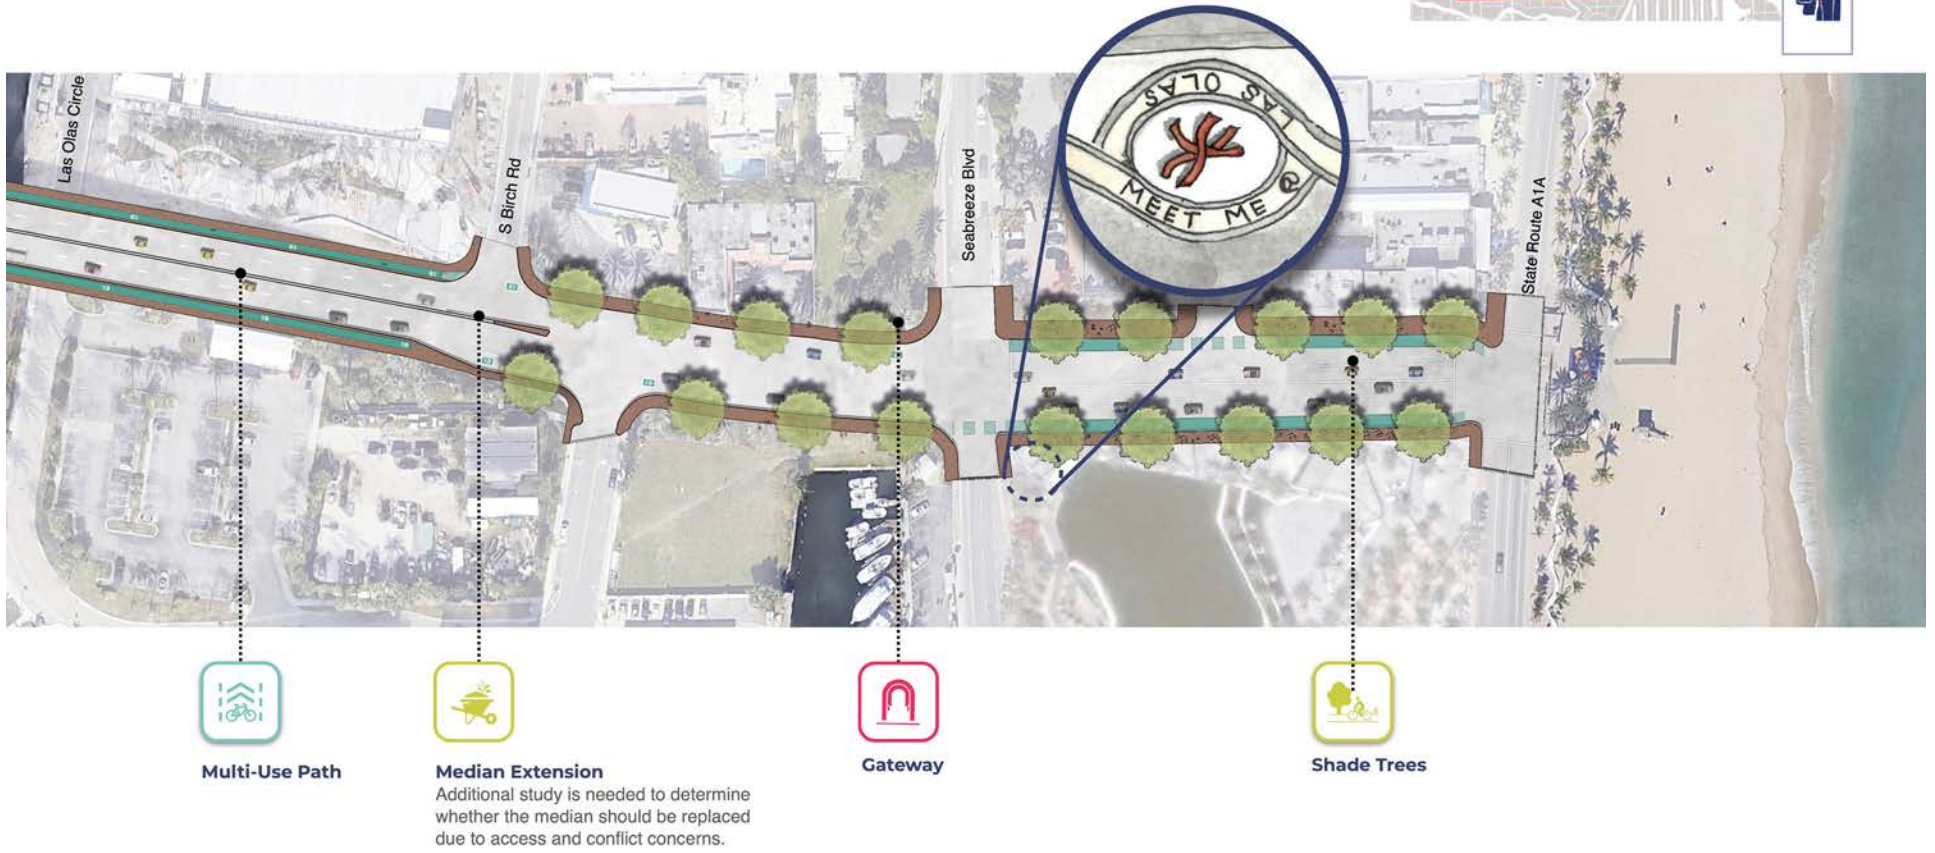 Las Olas Circle
S Birch Rd
Seabreeze Blvd
LAS OLAS
MEET ME @
State Route A1A
Multi-Use Path
Median Extension
Additional study is needed to determine
whether the median should be replaced
due to access and conflict concerns.
Gateway
Shade Trees